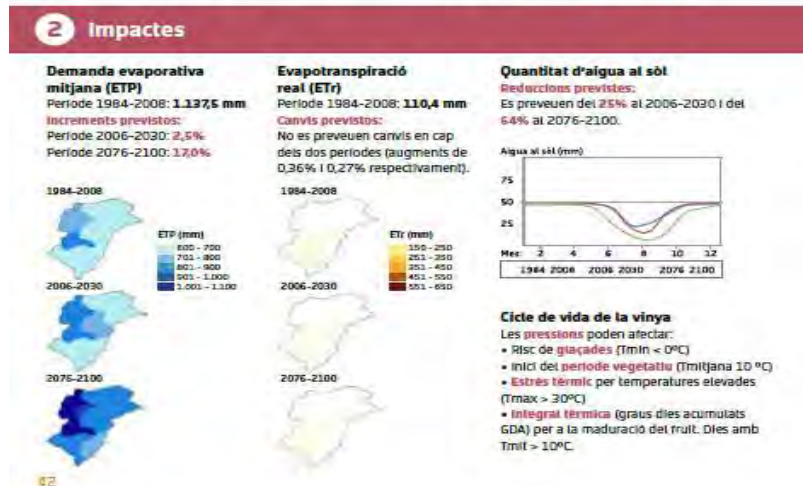 2 Impactes
Demanda evaporativa
mitjana (ETP)
Període 1984-2008: 1.137,5 mm
Increments previstos:
Període 2006-2030: 2,5%
Període 2076-2100: 17,0%
1984-2008
ETP (mm)
600 - 700
701 - 800
801 - 900
901 - 1.000
1.001 - 1.100
2006-2030
2076-2100
Evapotranspiració
real (ETr)
Període 1984-2008: 110,4 mm
Canvis previstos:
No es preveuen canvis en cap
dels dos períodes (augments de
0,36% i 0,27% respectivament).
1984-2008
ETr (mm)
150 - 250
251 - 350
351 - 450
451 - 550
551 - 650
2006-2030
2076-2100
Quantitat d'aigua al sòl
Reduccions previstes:
Es preveuen del 25% al 2006-2030 i del
64% al 2076-2100.
Aigua al sòl (mm)
75
50
25
Mes: 2 4 6 8 10 12
1984 2008 2006 2030 2076 2100
Cicle de vida de la vinya
Les pressions poden afectar:
• Risc de glaçades (Tmin < 0ºC)
• Inici del període vegetatiu (Tmitjana 10 ºC)
• Estrès tèrmic per temperatures elevades
(Tmax > 30ºC)
• Integral tèrmica (graus dies acumulats
GDA) per a la maduració del fruit. Dies amb
Tmit > 10ºC.
42